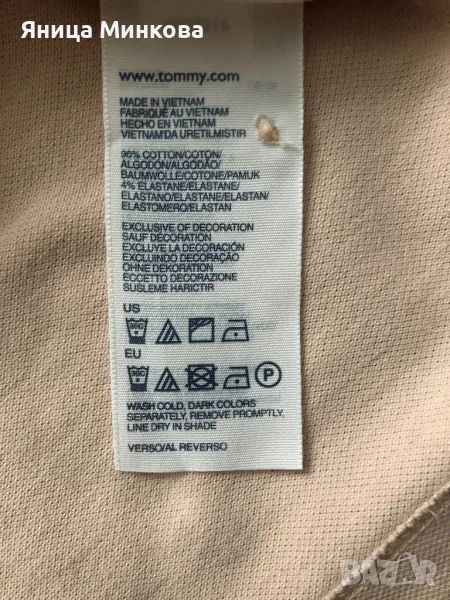 Яница Минкова
www.tommy.com
MADE IN VIETNAM
FABRIQUÉ AU VIETNAM
HECHO EN VIETNAM
VIETNAM'DA URETILMISTIR
96% COTTON/COTON/
ALGODÓN/ALGODÃO/
BAUMWOLLE/COTONE/PAMUK
4% ELASTANE/ELASTANE/
ELASTANO/ELASTANO/ELASTAN/
ELASTOMERO/ELASTAN
EXCLUSIVE OF DECORATION
SAUF DECORATION
EXCLUYE LA DECORACIÓN
EXCLUINDO DECORAÇÃO
OHNE DEKORATION
ECCETTO DECORAZIONE
SUSLEME HARICTIR
US
30C
EU
30C P
WASH COLD, DARK COLORS
SEPARATELY, REMOVE PROMPTLY,
LINE DRY IN SHADE
VERSO/AL REVERSO
bazar